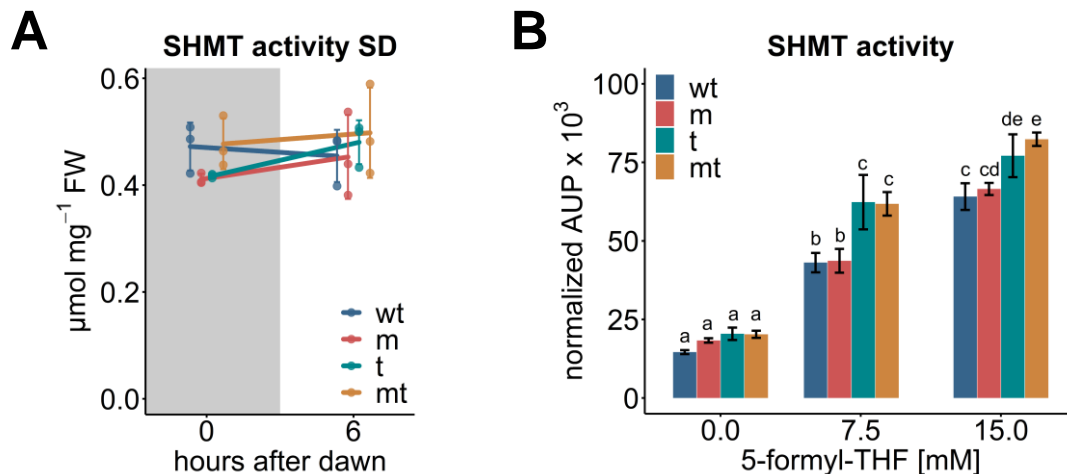 A
SHMT activity SD
µmol mg⁻¹ FW
0.6
0.4
0.2
0.0
wt
m
t
mt
0 6
hours after dawn
B
SHMT activity
normalized AUP x 10³
100
75
50
25
0
wt
m
t
mt
a a a a
b b c c
c cd de e
0.0 7.5 15.0
5-formyl-THF [mM]